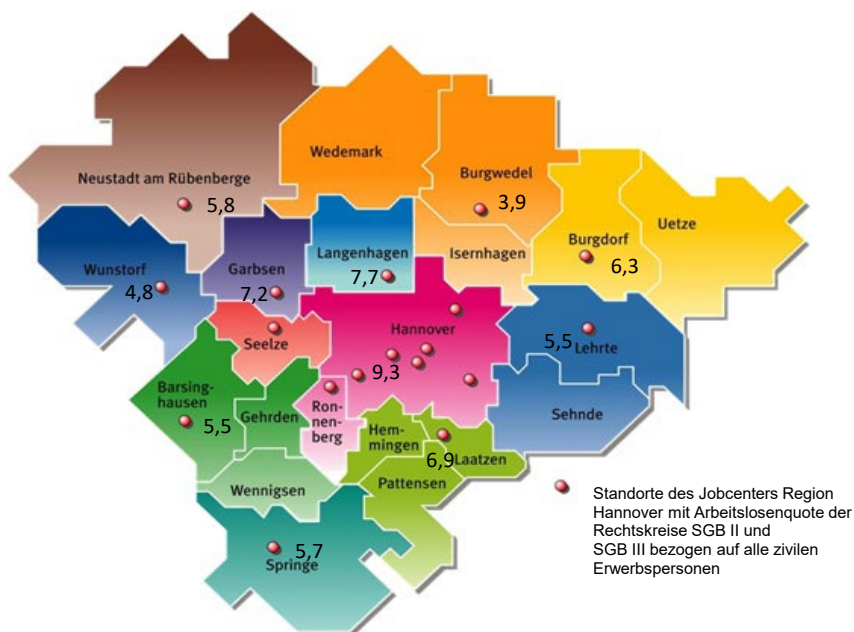 Wedemark
Neustadt am Rübenberge
5,8
Burgwedel
3,9
Uetze
Burgdorf
6,3
Isernhagen
Langenhagen
7,7
Garbsen
7,2
Wunstorf
4,8
Seelze
Hannover
9,3
5,5
Lehrte
Sehnde
Barsing-
hausen
5,5
Gehrden
Ron-
nen-
berg
Hem-
mingen
6,9
Laatzen
Pattensen
Wennigsen
5,7
Springe
Standorte des Jobcenters Region
Hannover mit Arbeitslosenquote der
Rechtskreise SGB II und
SGB III bezogen auf alle zivilen
Erwerbspersonen